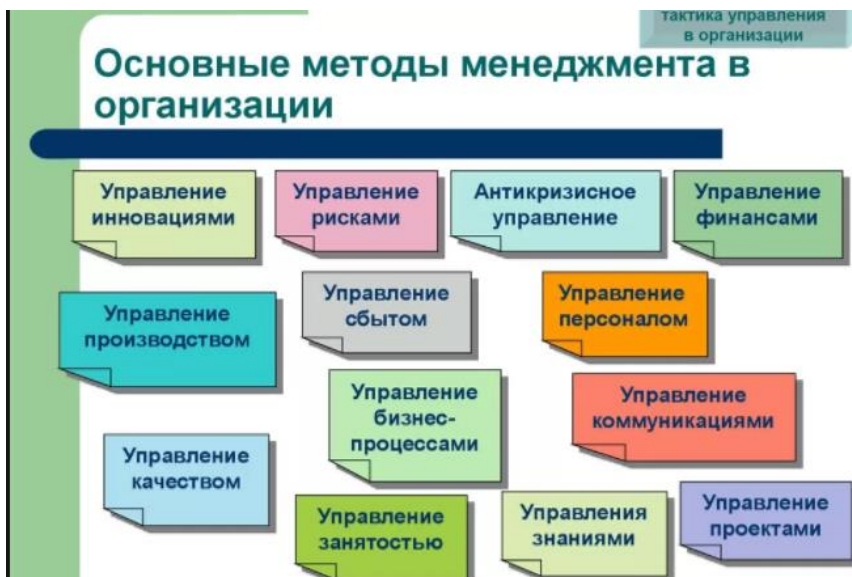 тактика управления
в организации
Основные методы менеджмента в
организации
Управление
инновациями
Управление
рисками
Антикризисное
управление
Управление
финансами
Управление
производством
Управление
сбытом
Управление
персоналом
Управление
бизнес-
процессами
Управление
коммуникациями
Управление
качеством
Управление
занятостью
Управления
знаниями
Управление
проектами